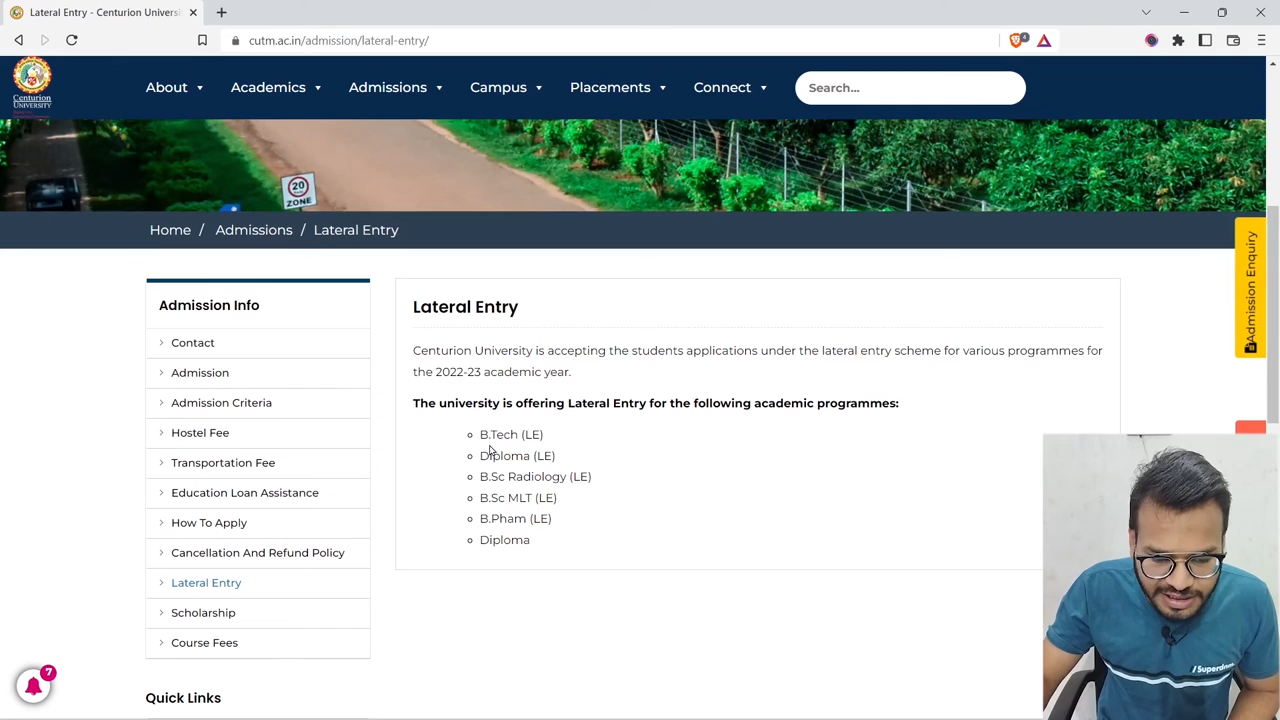 Lateral Entry - Centurion Universit
cutm.ac.in/admission/lateral-entry/
4
Centurion
UNIVERSITY
About
Academics
Admissions
Campus
Placements
Connect
Search...
20
ZONE
Home / Admissions / Lateral Entry
Admission Info
Contact
Admission
Admission Criteria
Hostel Fee
Transportation Fee
Education Loan Assistance
How To Apply
Cancellation And Refund Policy
Lateral Entry
Scholarship
Course Fees
Quick Links
Lateral Entry
Centurion University is accepting the students applications under the lateral entry scheme for various programmes for
the 2022-23 academic year.
The university is offering Lateral Entry for the following academic programmes:
B.Tech (LE)
Diploma (LE)
B.Sc Radiology (LE)
B.Sc MLT (LE)
B.Pham (LE)
Diploma
Admission Enquiry
7
/Superdry